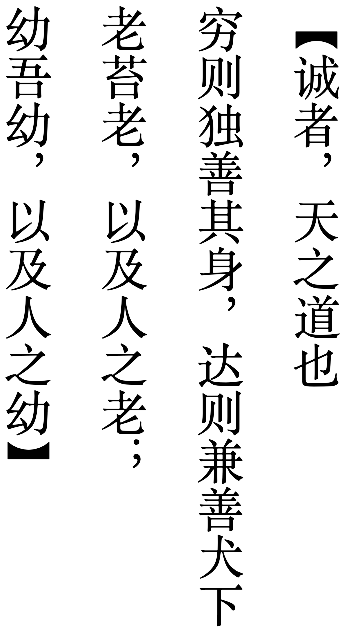 【诚者，天之道也
穷则独善其身，达则兼善犬下
老苔老，以及人之老；
幼吾幼，以及人之幼】